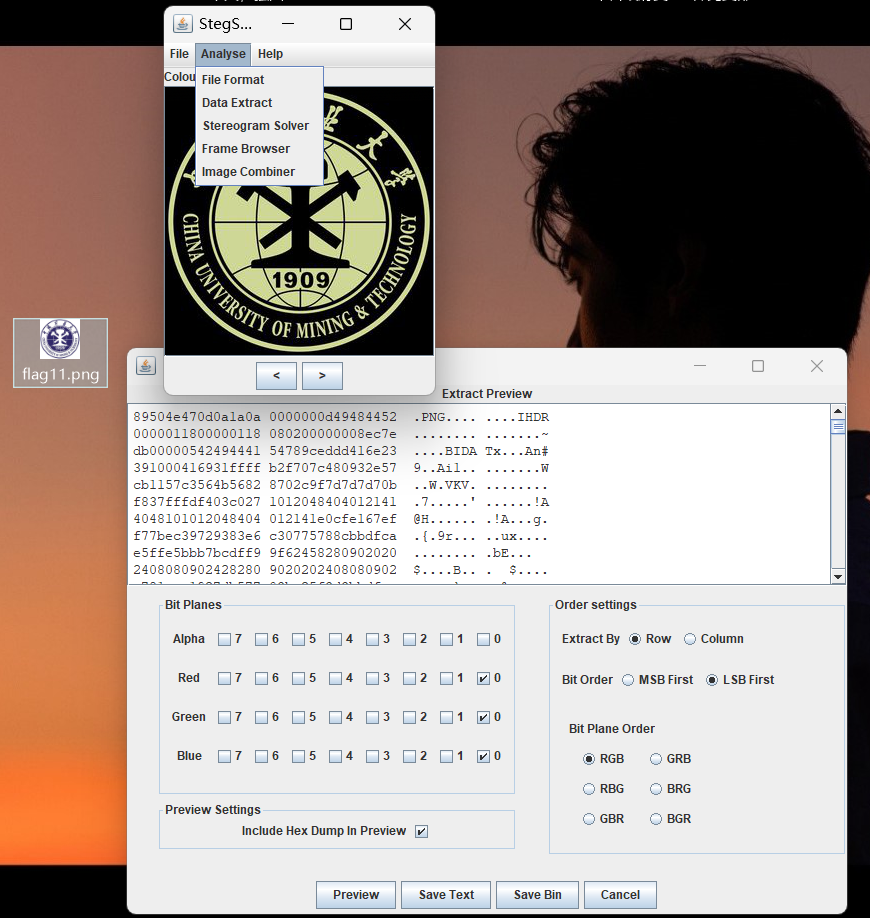 StegS...
File Analyse Help
Colou
File Format
Data Extract
Stereogram Solver
Frame Browser
Image Combiner
CHINA UNIVERSITY OF MINING & TECHNOLOGY
1909
< >
flag11.png
Extract Preview
89504e470d0a1a0a 0000000d49484452 .PNG.... ....IHDR
0000011800000118 080200000008ec7e ........ .......~
db00000542494441 54789ceddd416e23 ....BIDA Tx...An#
391000416931ffff b2f707c480932e57 9..Ai1.. .......W
cb1157c3564b5682 8702c9f7d7d7d70b ..W.VKV. ........
f837fffdf403c027 1012048404012141 .7.....' ......!A
4048101012048404 012141e0cfe167ef @H...... .!A...g.
f77bec39729383e6 c30775788cbbdfca .{.9r... ..ux....
e5ffe5bbb7bcdff9 9f62458280902020 ........ .bE...
2408080902428280 9020202408080902 $....B.. .  $....
Bit Planes
Alpha 7 6 5 4 3 2 1 0
Red 7 6 5 4 3 2 1 0
Green 7 6 5 4 3 2 1 0
Blue 7 6 5 4 3 2 1 0
Preview Settings
Include Hex Dump In Preview
Order settings
Extract By Row Column
Bit Order MSB First LSB First
Bit Plane Order
RGB GRB
RBG BRG
GBR BGR
Preview Save Text Save Bin Cancel